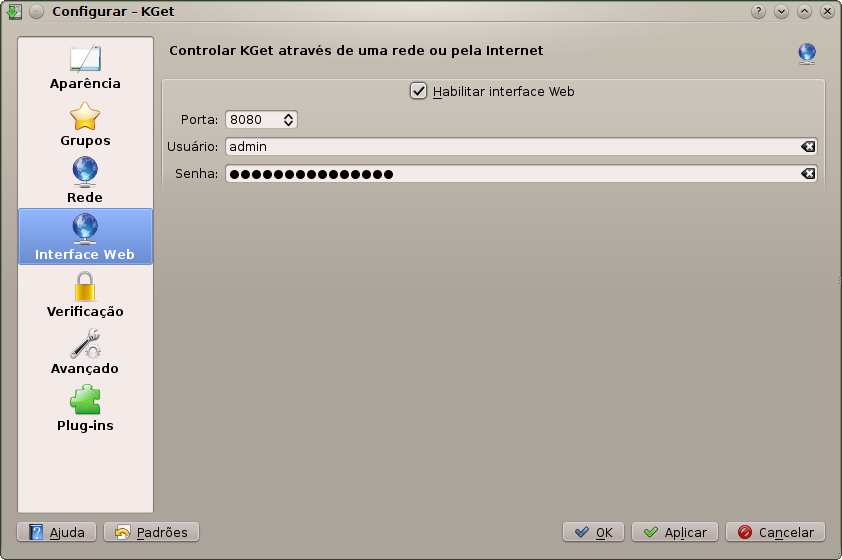 Configurar – KGet
Aparência
Grupos
Rede
Interface Web
Verificação
Avançado
Plug-ins
Controlar KGet através de uma rede ou pela Internet
Habilitar interface Web
Porta: 8080
Usuário: admin
Senha: ●●●●●●●●●●●●●●●
Ajuda Padrões OK Aplicar Cancelar